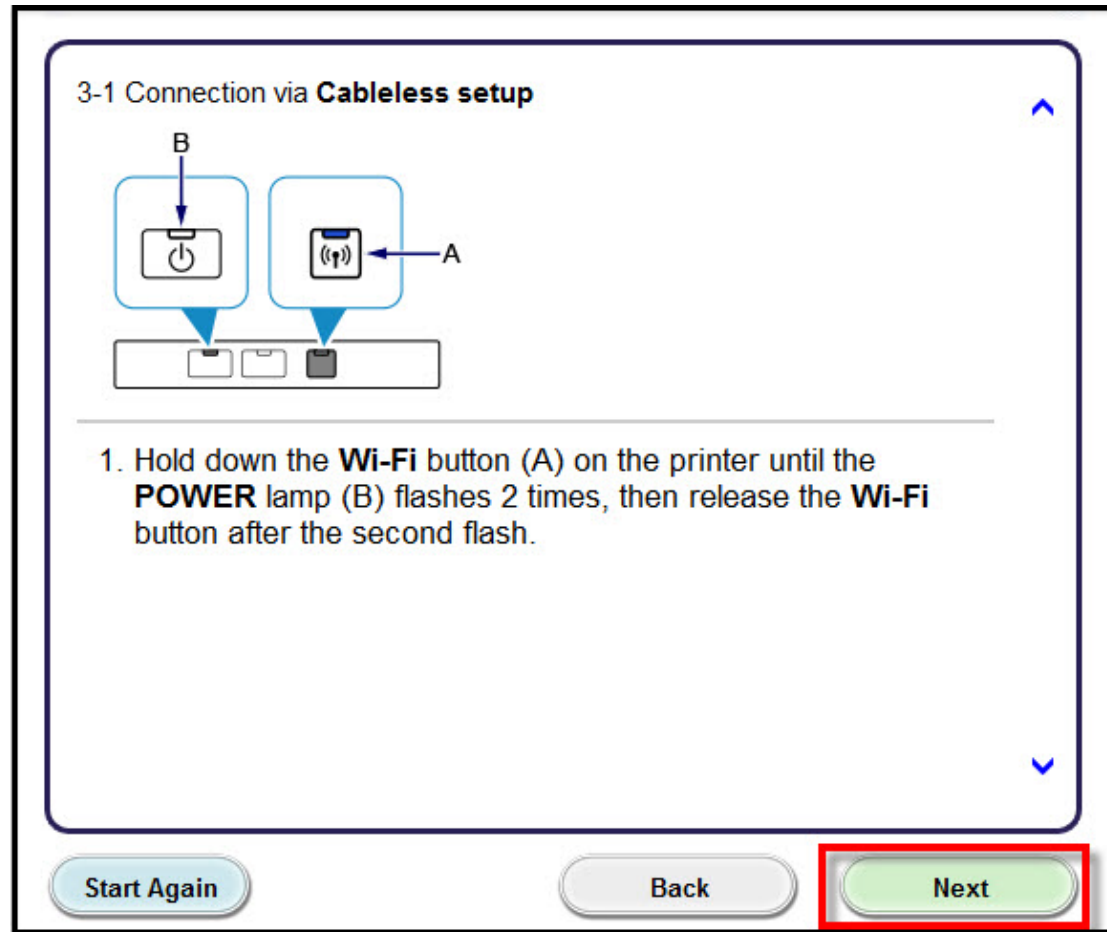 3-1 Connection via Cableless setup
B
A
1. Hold down the Wi-Fi button (A) on the printer until the
POWER lamp (B) flashes 2 times, then release the Wi-Fi
button after the second flash.
Start Again
Back
Next